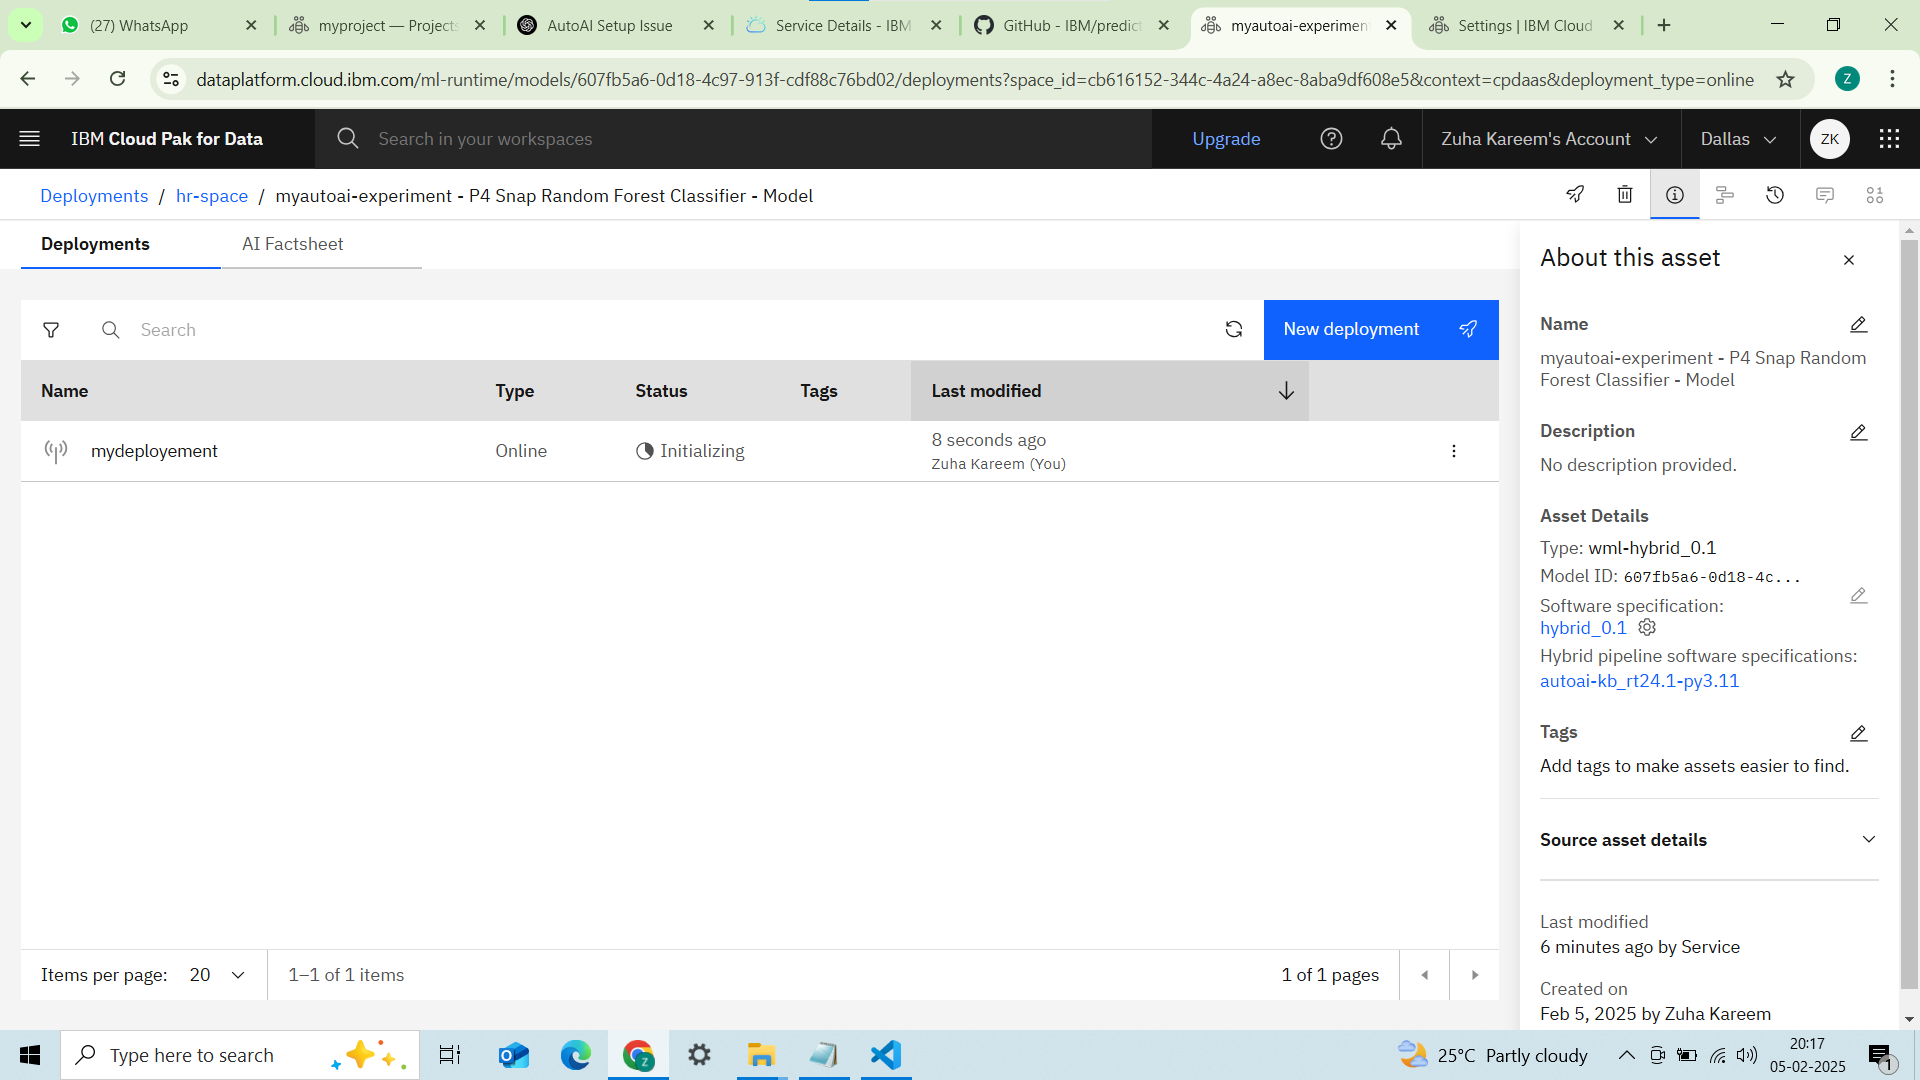 (27) WhatsApp
myproject — Projects
AutoAI Setup Issue
Service Details - IBM
GitHub - IBM/predict
myautoai-experiment
Settings | IBM Cloud
dataplatform.cloud.ibm.com/ml-runtime/models/607fb5a6-0d18-4c97-913f-cdf88c76bd02/deployments?space_id=cb616152-344c-4a24-a8ec-8aba9df608e5&context=cpdaas&deployment_type=online
Z
IBM Cloud Pak for Data
Search in your workspaces
Upgrade
Zuha Kareem's Account
Dallas
ZK
Deployments / hr-space / myautoai-experiment - P4 Snap Random Forest Classifier - Model
Deployments
AI Factsheet
Search
New deployment
Name Type Status Tags Last modified
mydeployement Online Initializing 8 seconds ago
Zuha Kareem (You)
Items per page: 20
1–1 of 1 items
1 of 1 pages
About this asset
Name
myautoai-experiment - P4 Snap Random
Forest Classifier - Model
Description
No description provided.
Asset Details
Type: wml-hybrid_0.1
Model ID: 607fb5a6-0d18-4c...
Software specification:
hybrid_0.1
Hybrid pipeline software specifications:
autoai-kb_rt24.1-py3.11
Tags
Add tags to make assets easier to find.
Source asset details
Last modified
6 minutes ago by Service
Created on
Feb 5, 2025 by Zuha Kareem
Type here to search
25°C Partly cloudy
20:17
05-02-2025
1